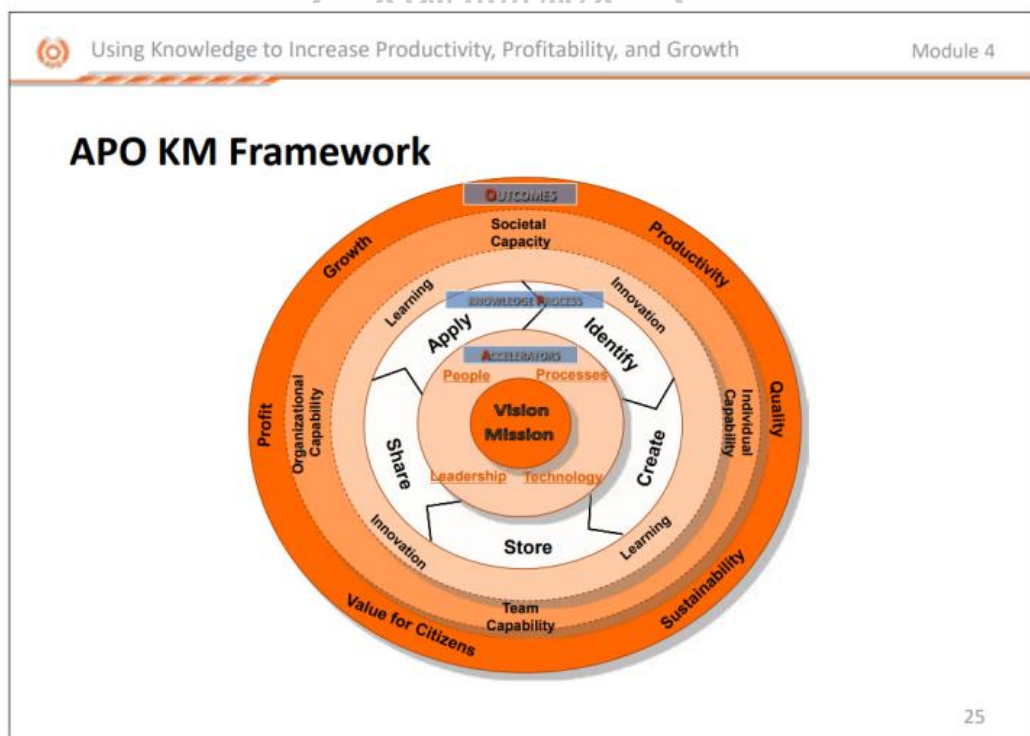 Using Knowledge to Increase Productivity, Profitability, and Growth
Module 4
APO KM Framework
OUTCOMES
Societal
Capacity
Growth
Productivity
Learning
Innovation
KNOWLEDGE PROCESS
Apply
Identify
ACCELERATORS
People
Processes
Vision
Mission
Profit
Organizational
Capability
Individual
Capability
Quality
Share
Create
Leadership
Technology
Store
Innovation
Learning
Team
Capability
Value for Citizens
Sustainability
25